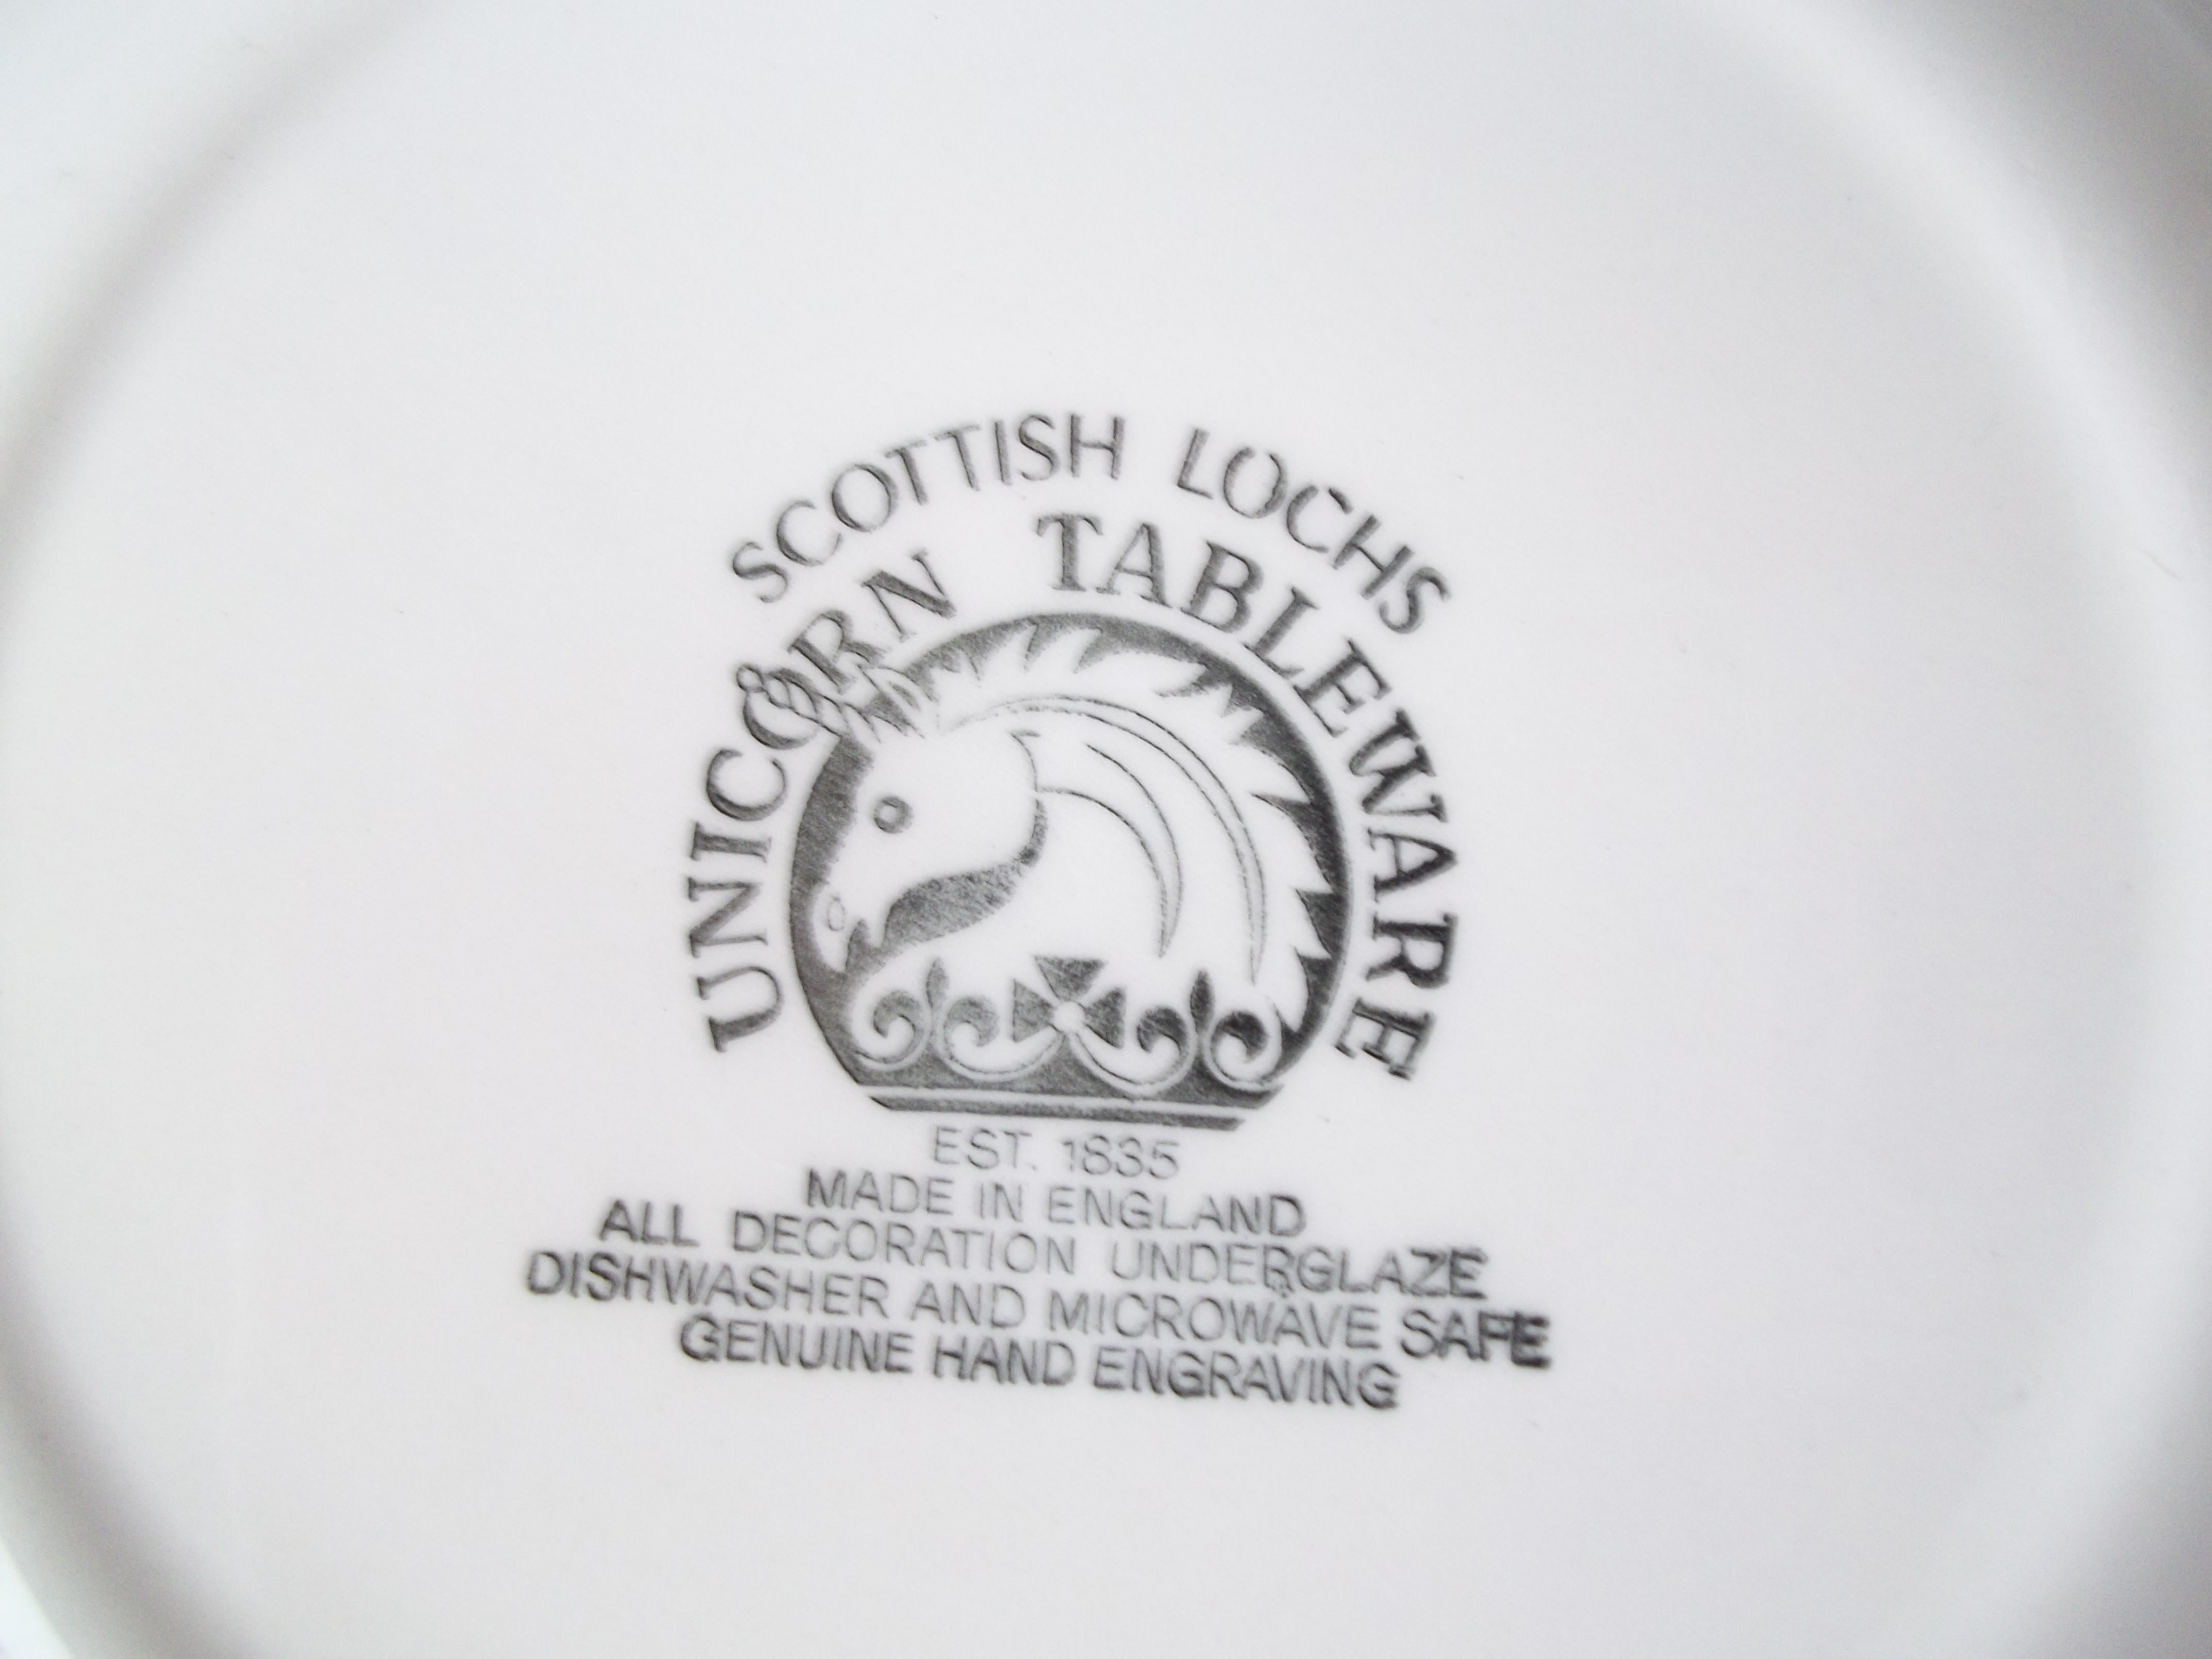 SCOTTISH LOCHS
UNICORN TABLEWARE
EST. 1835
MADE IN ENGLAND
ALL DECORATION UNDERGLAZE
DISHWASHER AND MICROWAVE SAFE
GENUINE HAND ENGRAVING